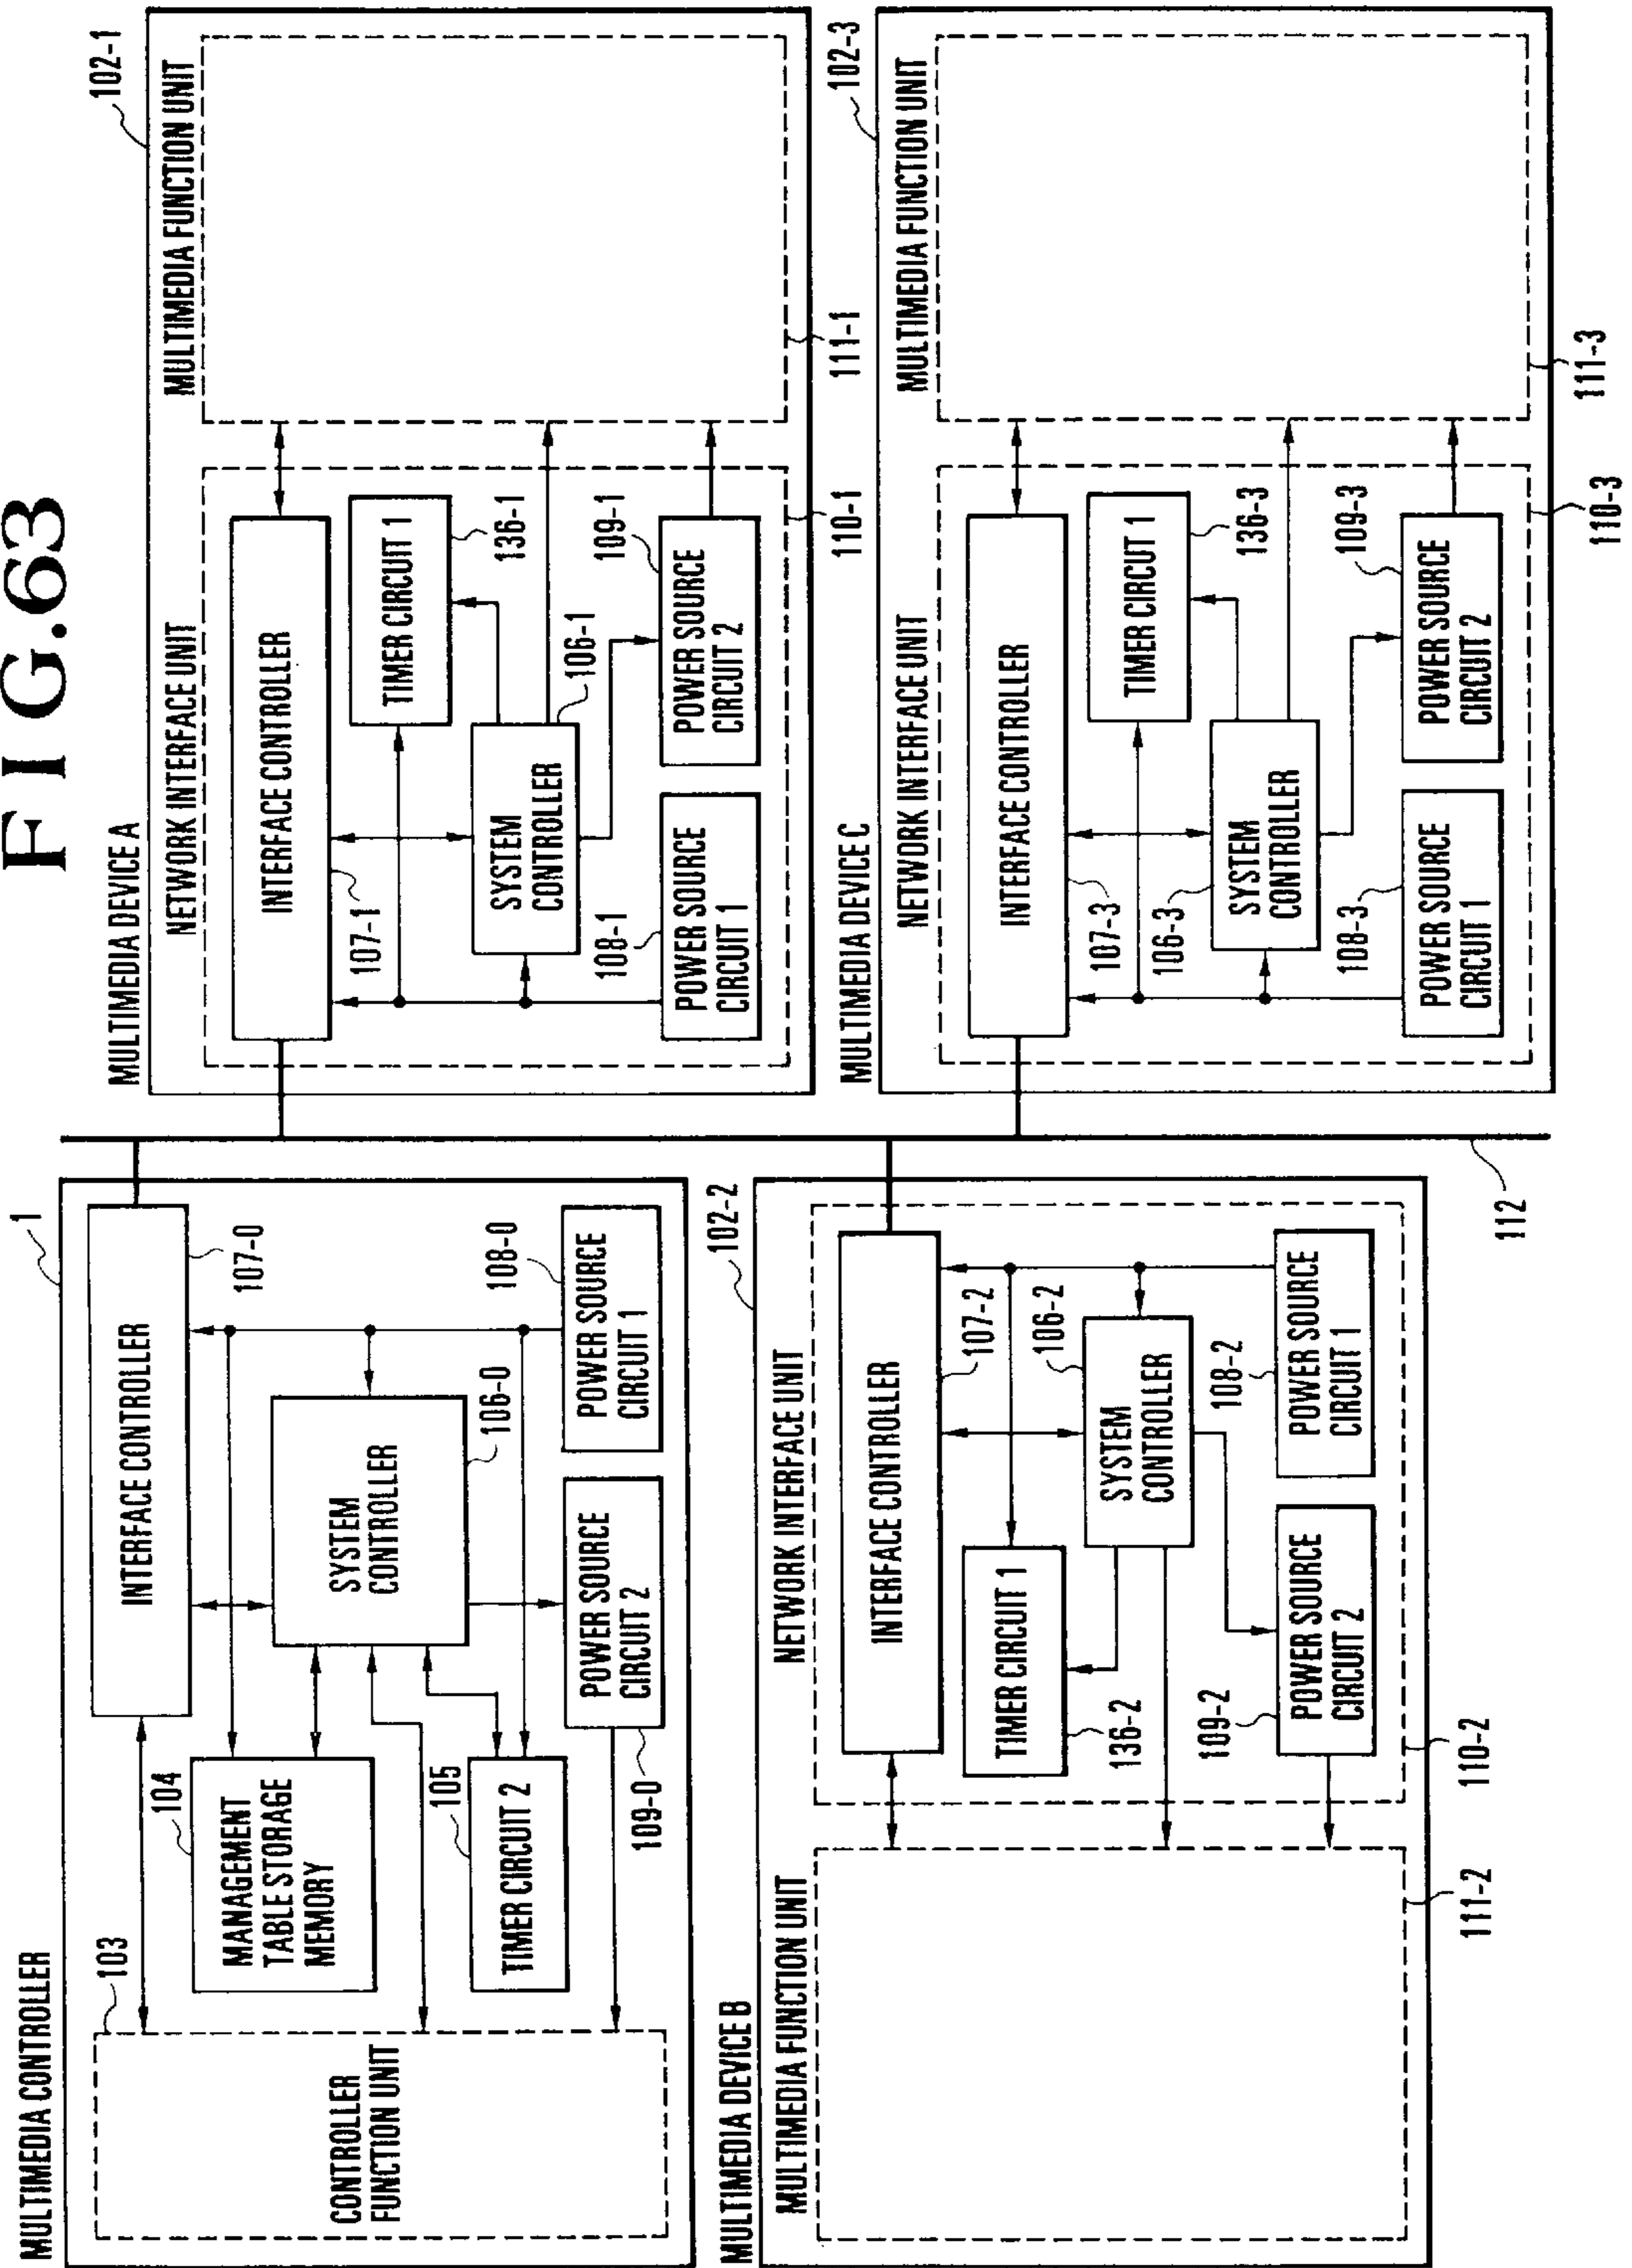 FIG.63
MULTIMEDIA CONTROLLER
1
103
CONTROLLER
FUNCTION UNIT
104
MANAGEMENT
TABLE STORAGE
MEMORY
105
TIMER CIRCUIT 2
INTERFACE CONTROLLER
107-0
SYSTEM
CONTROLLER
106-0
POWER SOURCE
CIRCUIT 2
109-0
POWER SOURCE
CIRCUIT 1
108-0
MULTIMEDIA DEVICE A
102-1
NETWORK INTERFACE UNIT
INTERFACE CONTROLLER
107-1
TIMER CIRCUIT 1
136-1
SYSTEM
CONTROLLER
106-1
108-1
POWER SOURCE
CIRCUIT 1
109-1
POWER SOURCE
CIRCUIT 2
110-1
MULTIMEDIA FUNCTION UNIT
111-1
MULTIMEDIA DEVICE B
102-2
MULTIMEDIA FUNCTION UNIT
111-2
NETWORK INTERFACE UNIT
INTERFACE CONTROLLER
107-2
TIMER CIRCUIT 1
136-2
106-2
SYSTEM
CONTROLLER
109-2
POWER SOURCE
CIRCUIT 2
108-2
POWER SOURCE
CIRCUIT 1
110-2
112
MULTIMEDIA DEVICE C
102-3
NETWORK INTERFACE UNIT
INTERFACE CONTROLLER
107-3
TIMER CIRCUT 1
136-3
106-3
SYSTEM
CONTROLLER
108-3
POWER SOURCE
CIRCUIT 1
109-3
POWER SOURCE
CIRCUIT 2
110-3
MULTIMEDIA FUNCTION UNIT
111-3